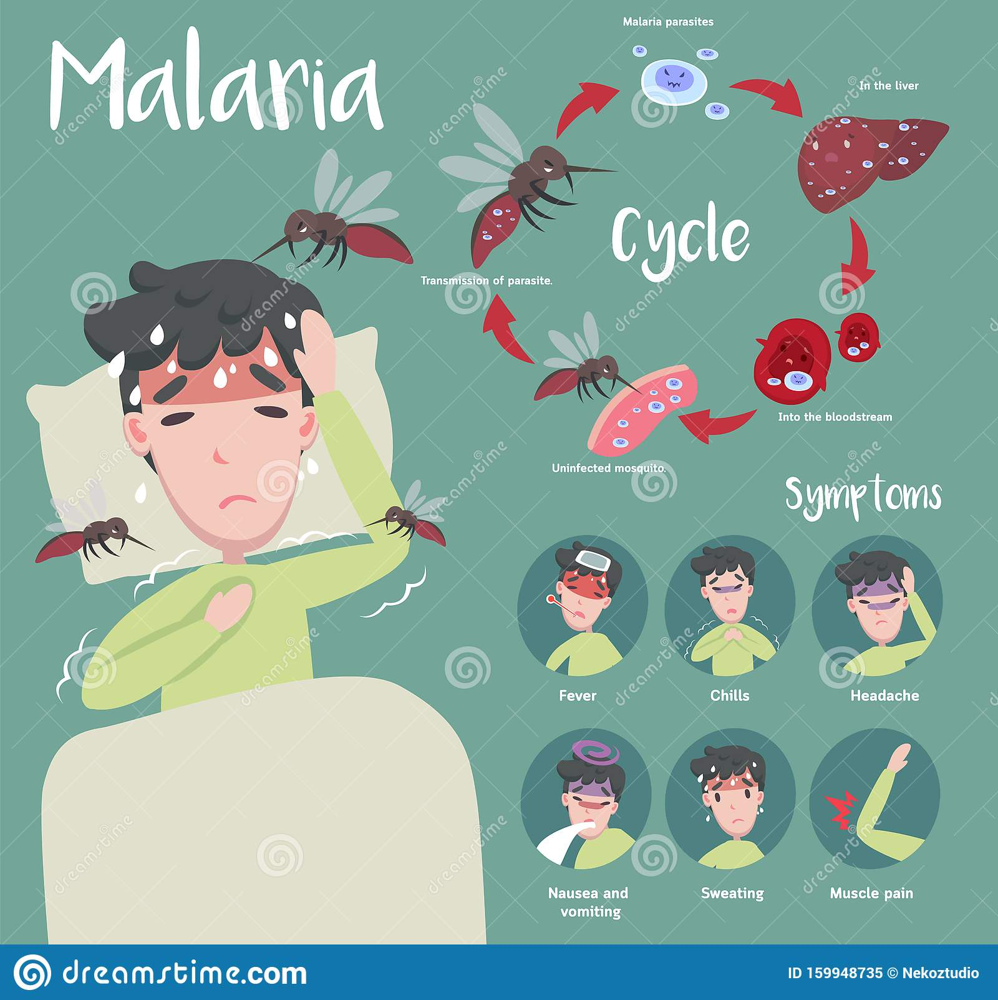 Malaria
Malaria parasites
In the liver
Cycle
Transmission of parasite.
Into the bloodstream
Uninfected mosquito.
Symptoms
Fever
Chills
Headache
Nausea and
vomiting
Sweating
Muscle pain
dreamstime.com
ID 159948735 © Nekoztudio